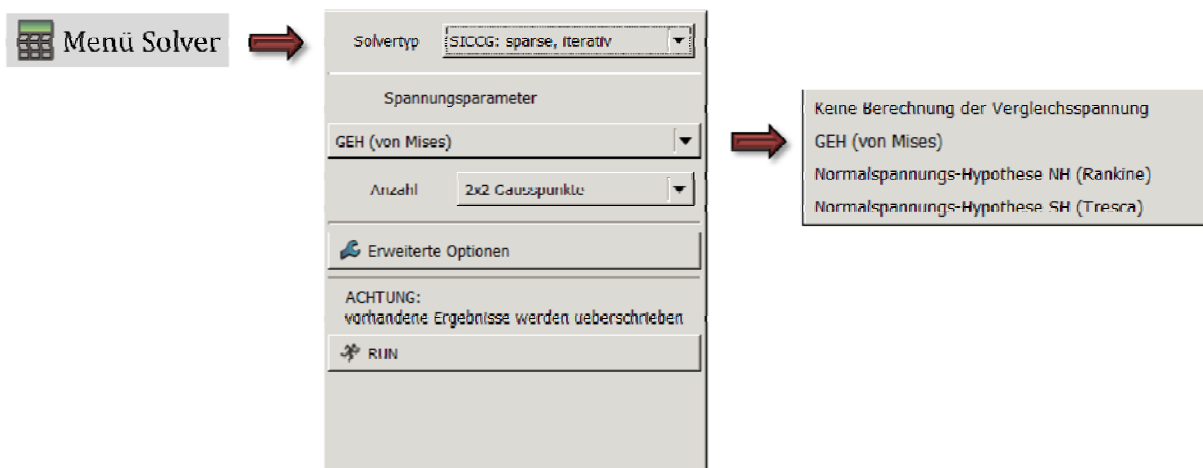 Menü Solver
Solvertyp SICCG: sparse, iterativ
Spannungsparameter
GEH (von Mises)
Anzahl 2x2 Gausspunkte
Erweiterte Optionen
ACHTUNG:
vorhandene Ergebnisse werden ueberschrieben
RUN
Keine Berechnung der Vergleichsspannung
GEH (von Mises)
Normalspannungs-Hypothese NH (Rankine)
Normalspannungs-Hypothese SH (Tresca)